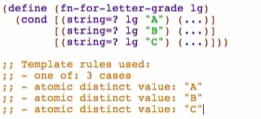 (define (fn-for-letter-grade lg)
(cond [(string=? lg "A") (...)]
[(string=? lg "B") (...)]
[(string=? lg "C") (...)]))
;; Template rules used:
;; - one of: 3 cases
;; - atomic distinct value: "A"
;; - atomic distinct value: "B"
;; - atomic distinct value: "C"